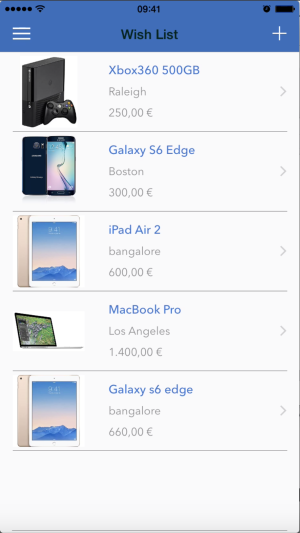 09:41
Wish List
Xbox360 500GB
Raleigh
250,00 €
Galaxy S6 Edge
Boston
300,00 €
iPad Air 2
bangalore
600,00 €
MacBook Pro
Los Angeles
1.400,00 €
Galaxy s6 edge
bangalore
660,00 €